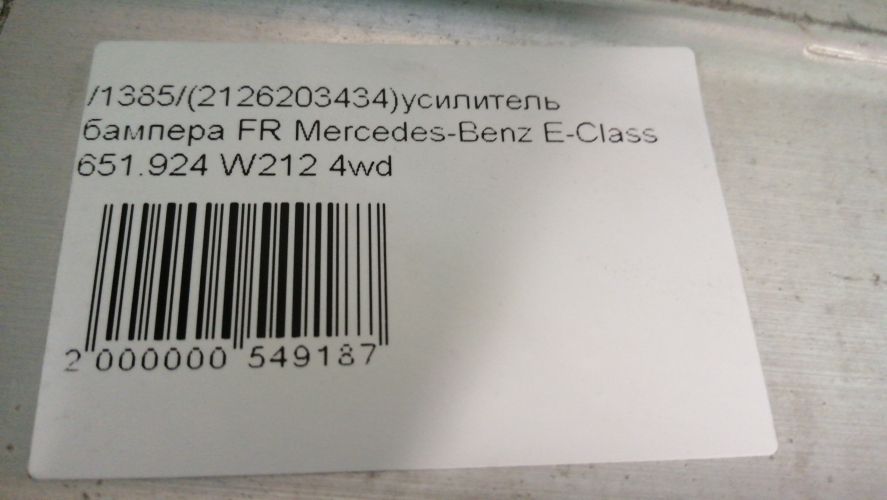 /1385/(2126203434)усилитель
бампера FR Mercedes-Benz E-Class
651.924 W212 4wd
2 000000 549187